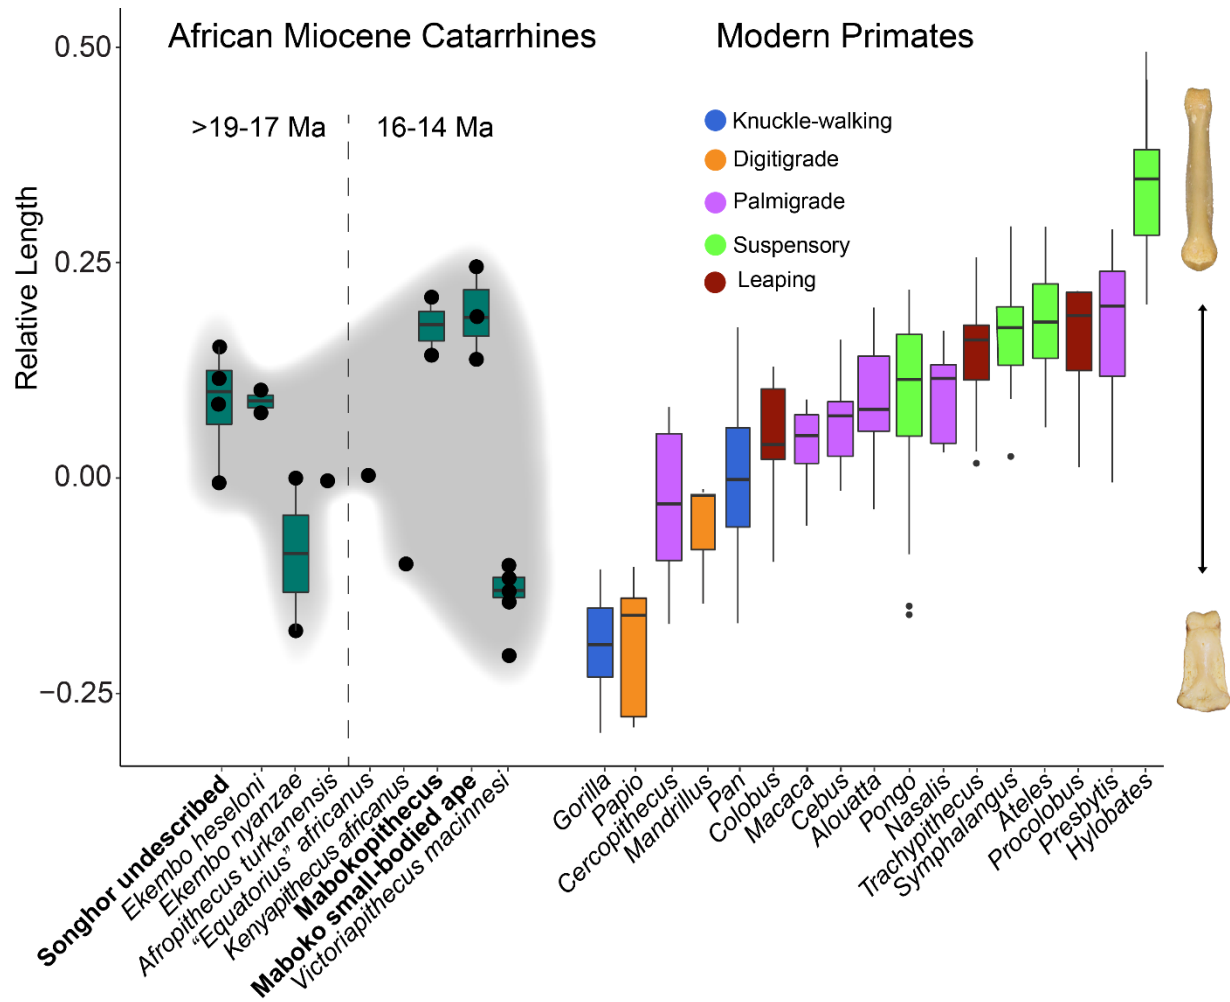 African Miocene Catarrhines
Modern Primates
0.50
0.25
0.00
−0.25
Relative Length
>19-17 Ma
16-14 Ma
Knuckle-walking
Digitigrade
Palmigrade
Suspensory
Leaping
Songhor undescribed
Ekembo heseloni
Ekembo nyanzae
Afropithecus turkanensis
“Equatorius” africanus
Kenyapithecus africanus
Mabokopithecus
Maboko small-bodied ape
Victoriapithecus macinnesi
Gorilla
Papio
Cercopithecus
Mandrillus
Pan
Colobus
Macaca
Cebus
Alouatta
Pongo
Nasalis
Trachypithecus
Symphalangus
Ateles
Procolobus
Presbytis
Hylobates